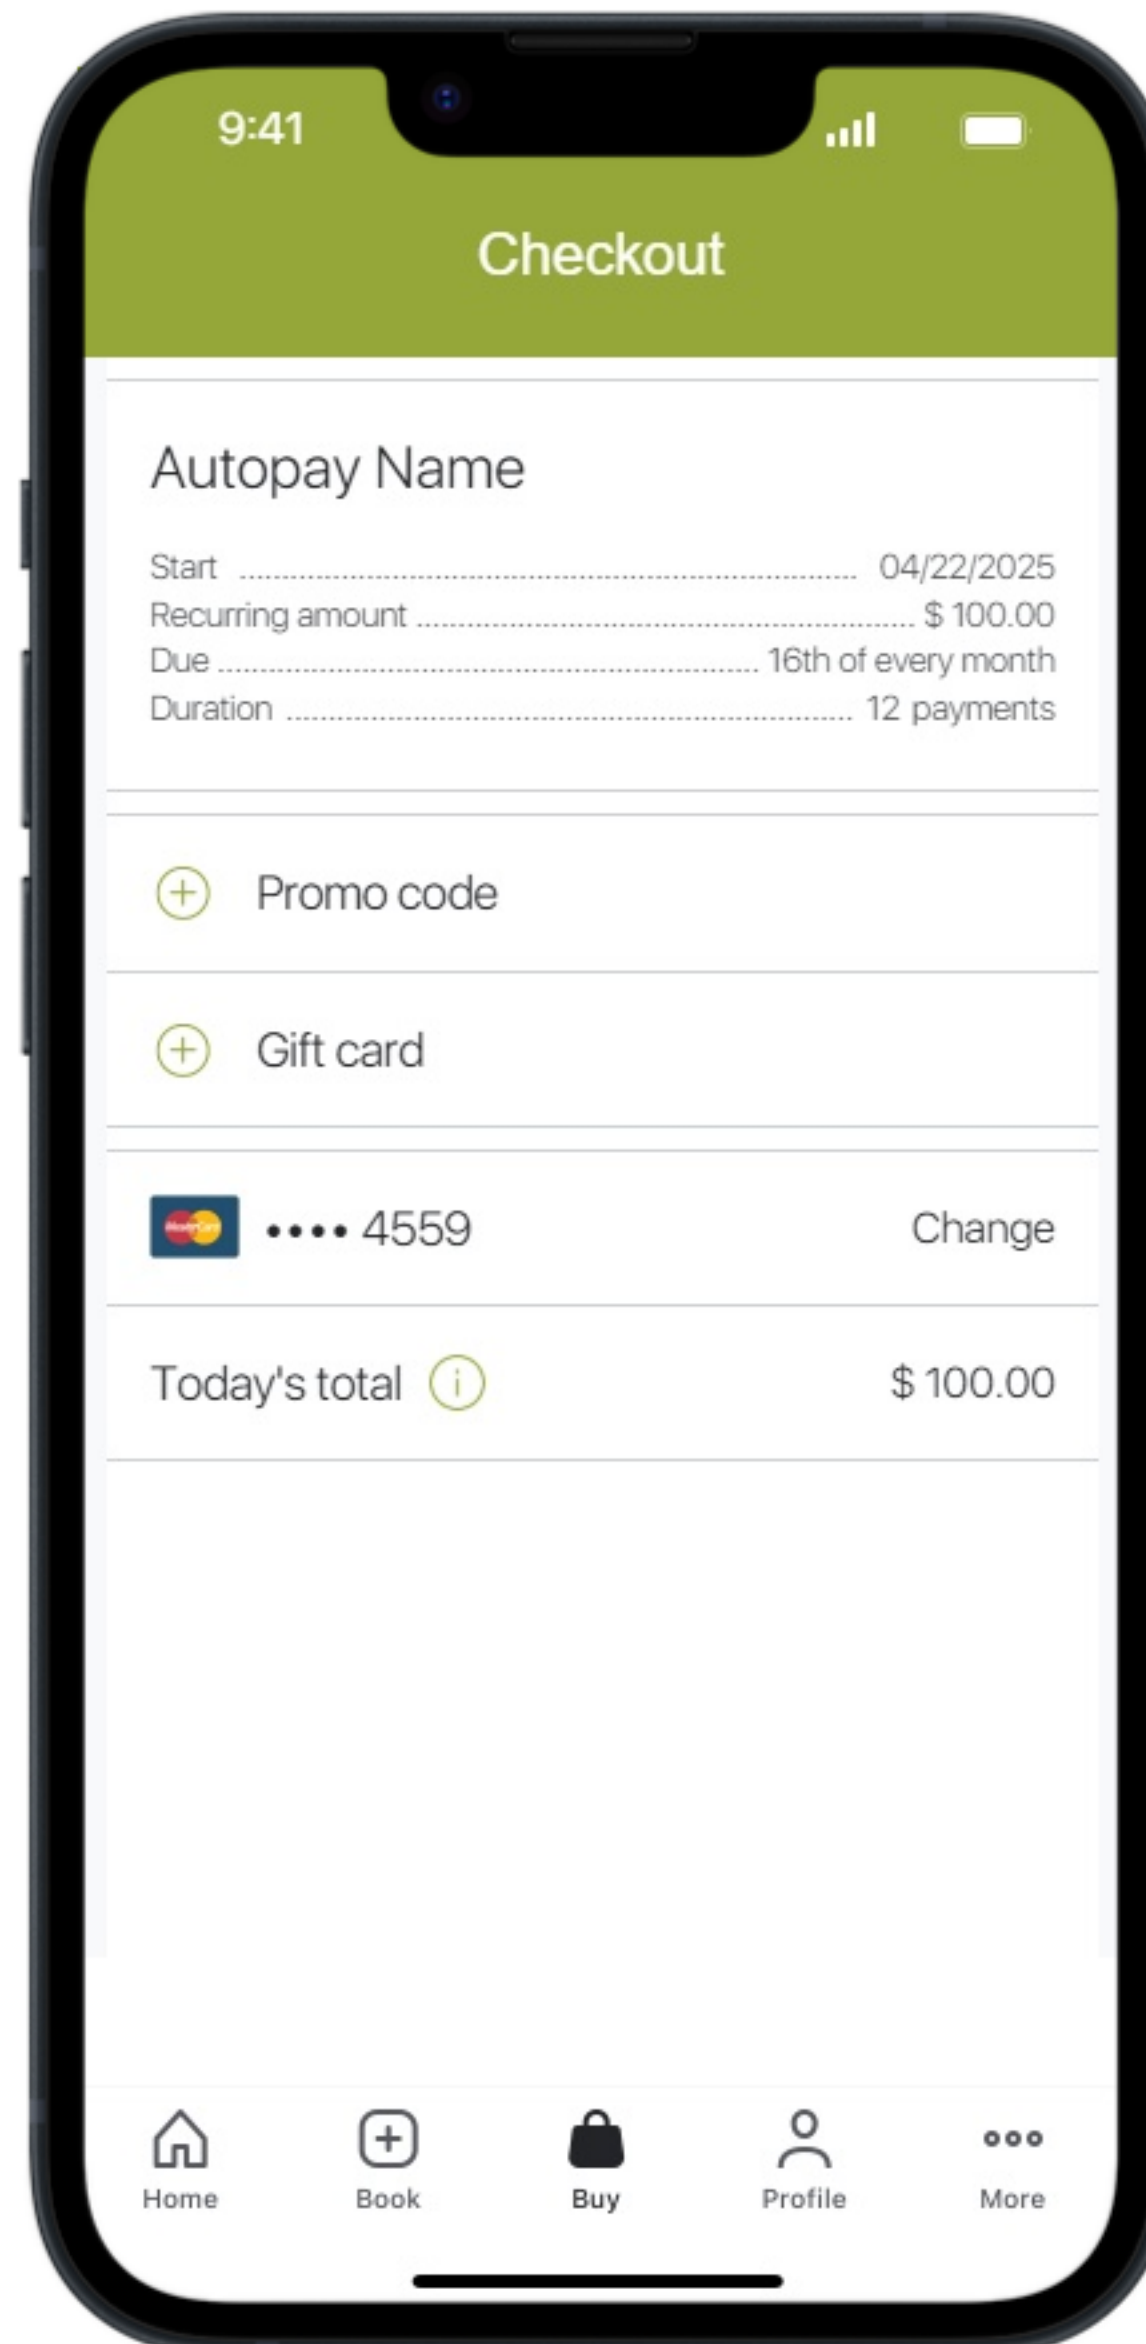 9:41
Checkout
Autopay Name
Start ........ 04/22/2025
Recurring amount ........ $ 100.00
Due ........ 16th of every month
Duration ........ 12 payments
Promo code
Gift card
MasterCard •••• 4559 Change
Today's total i $ 100.00
Home Book Buy Profile More